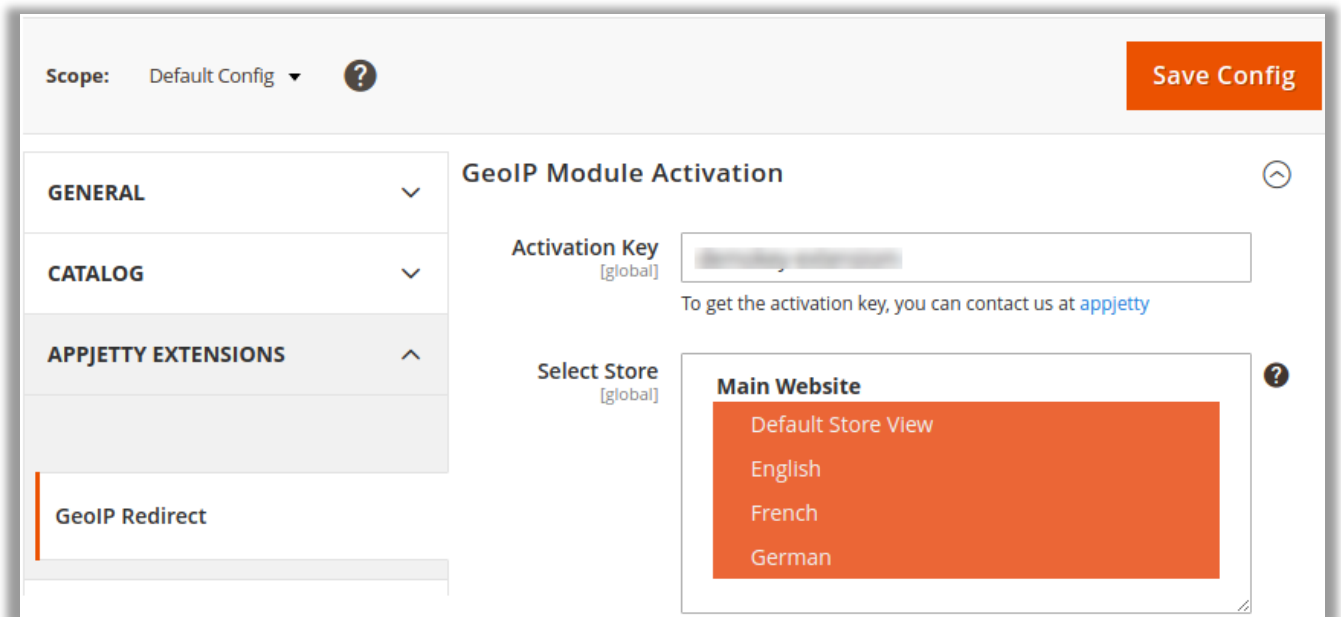 Scope: Default Config ?
Save Config
GENERAL
CATALOG
APPJETTY EXTENSIONS
GeoIP Redirect
GeoIP Module Activation
Activation Key
[global]
To get the activation key, you can contact us at appjetty
Select Store
[global]
?
Main Website
Default Store View
English
French
German